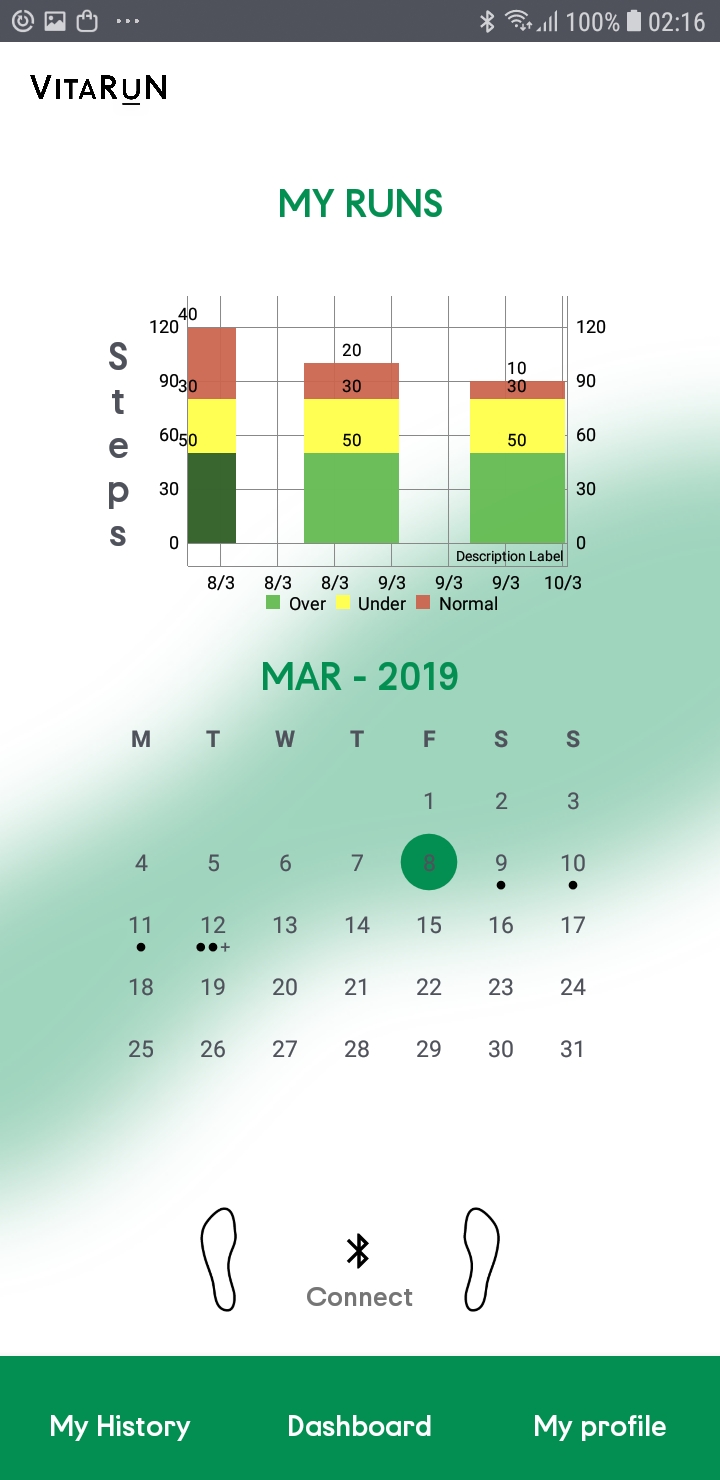 100% 02:16
VITARUN
MY RUNS
Steps
40
120 120
20
10
90 30 30 30 90
60 50 50 50 60
30 30
0 0
Description Label
8/3 8/3 8/3 9/3 9/3 9/3 10/3
Over Under Normal
MAR - 2019
M T W T F S S
1 2 3
4 5 6 7 8 9 10
11 12 13 14 15 16 17
+
18 19 20 21 22 23 24
25 26 27 28 29 30 31
Connect
My History Dashboard My profile